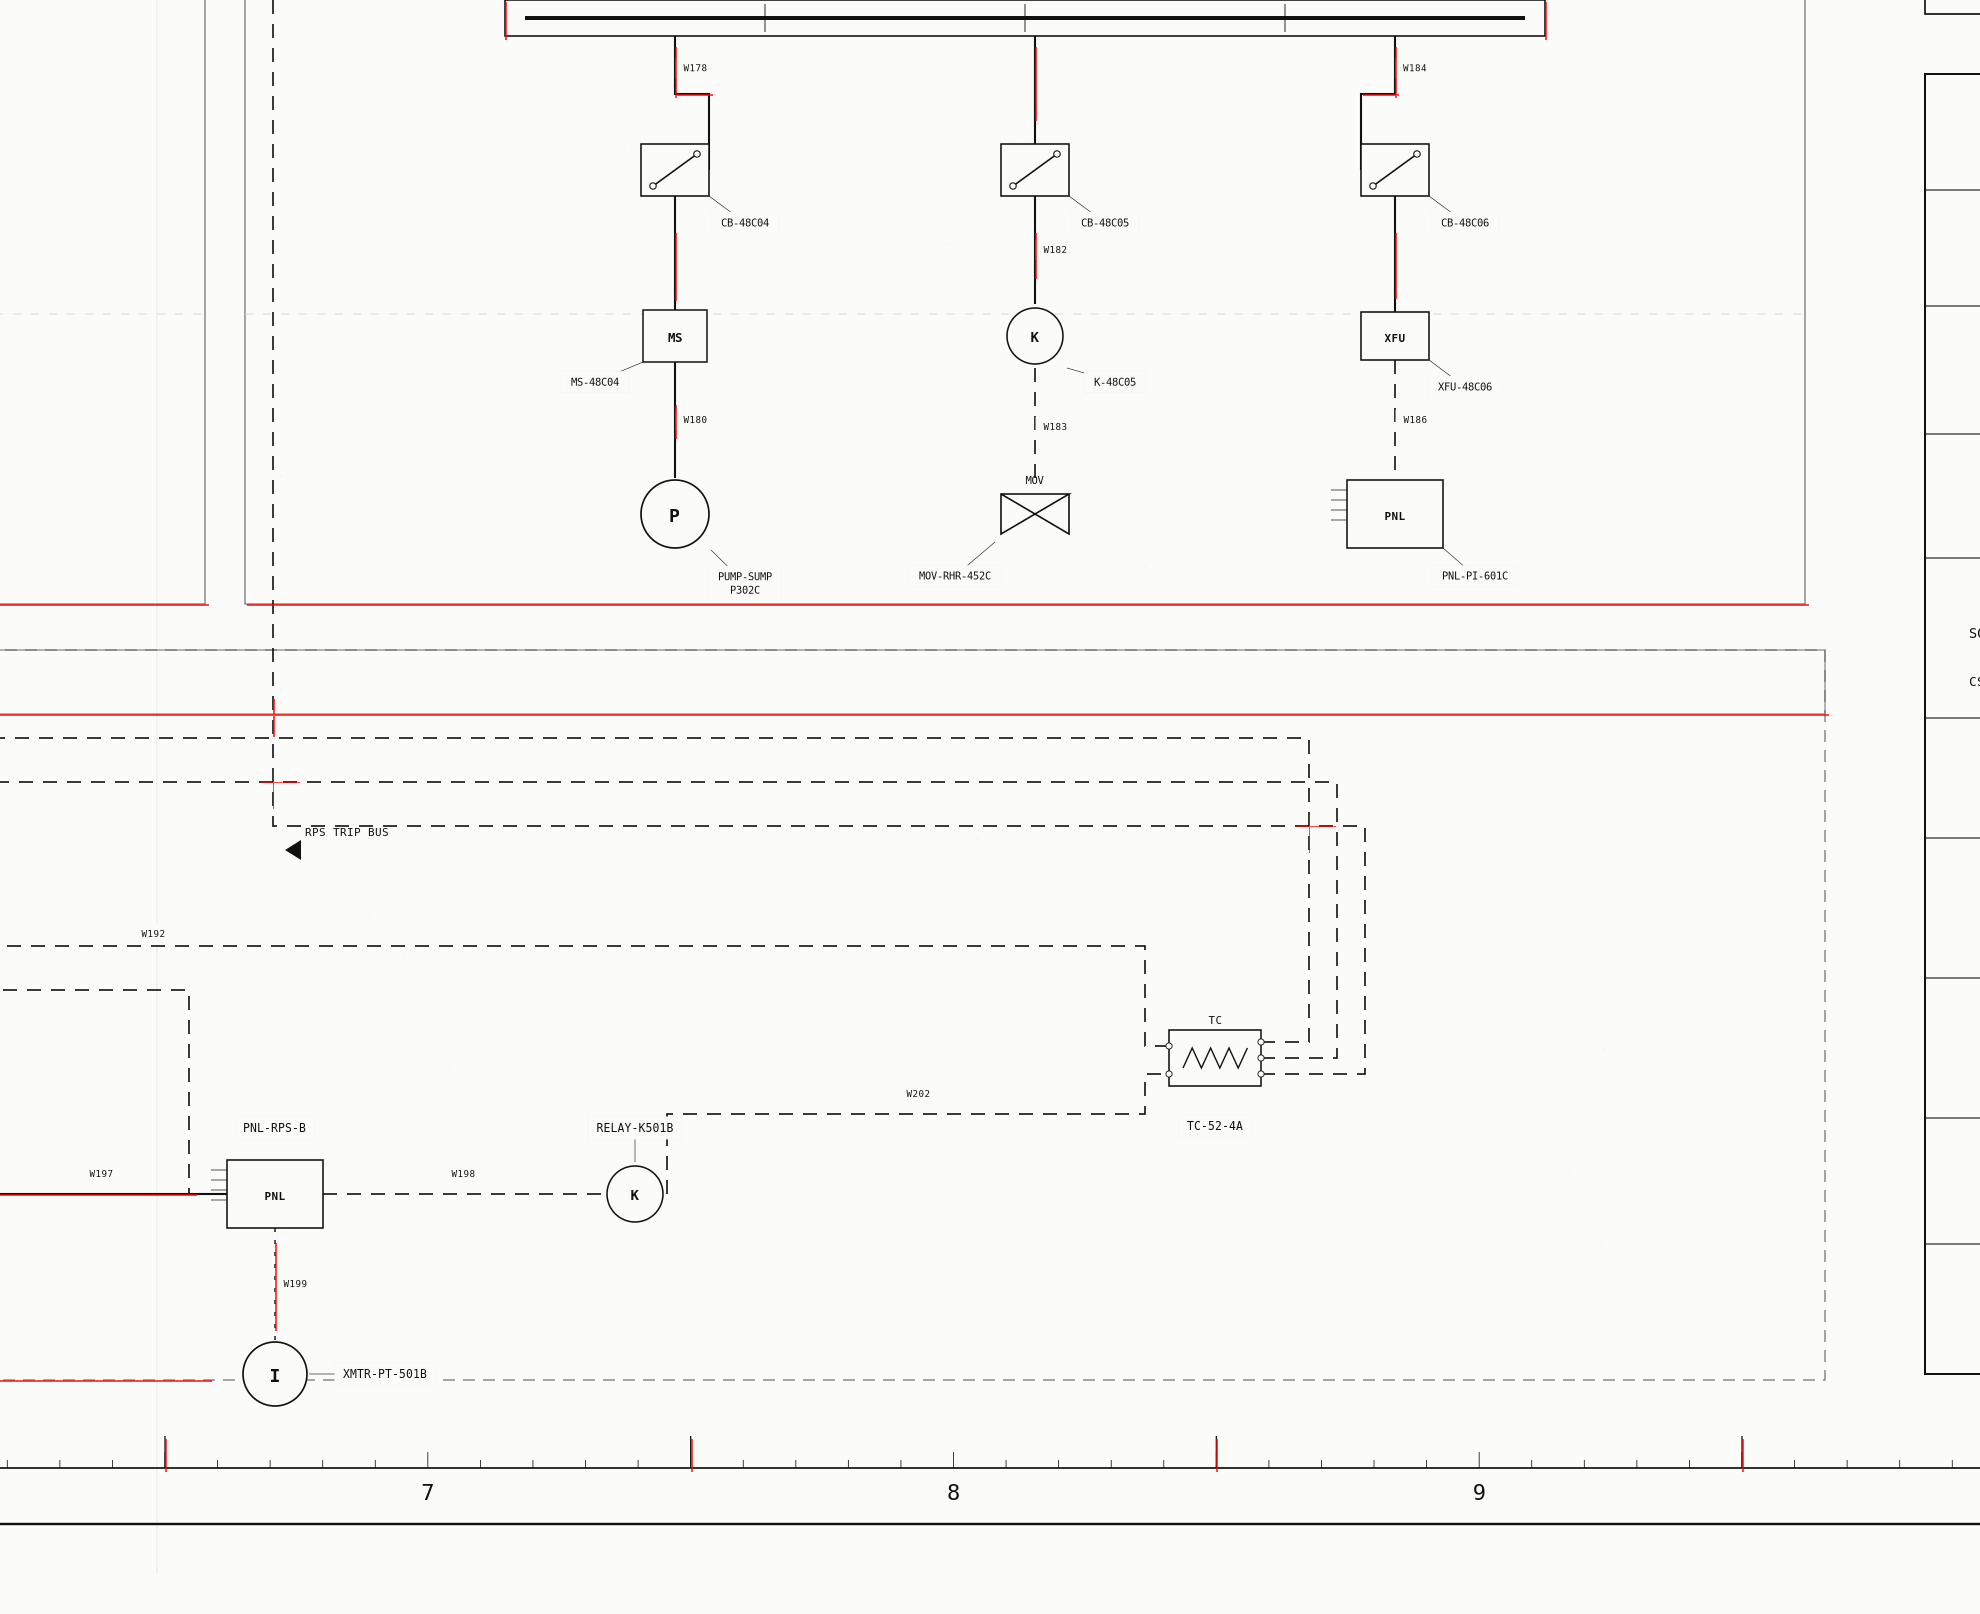 W178
W184
CB-48C04
CB-48C05
CB-48C06
W182
MS
K
XFU
MS-48C04
K-48C05
XFU-48C06
W180
W183
W186
MOV
P
PNL
PUMP-SUMP
P302C
MOV-RHR-452C
PNL-PI-601C
RPS TRIP BUS
W192
TC
W202
TC-52-4A
PNL-RPS-B
RELAY-K501B
W197
W198
PNL
K
W199
I
XMTR-PT-501B
7
8
9